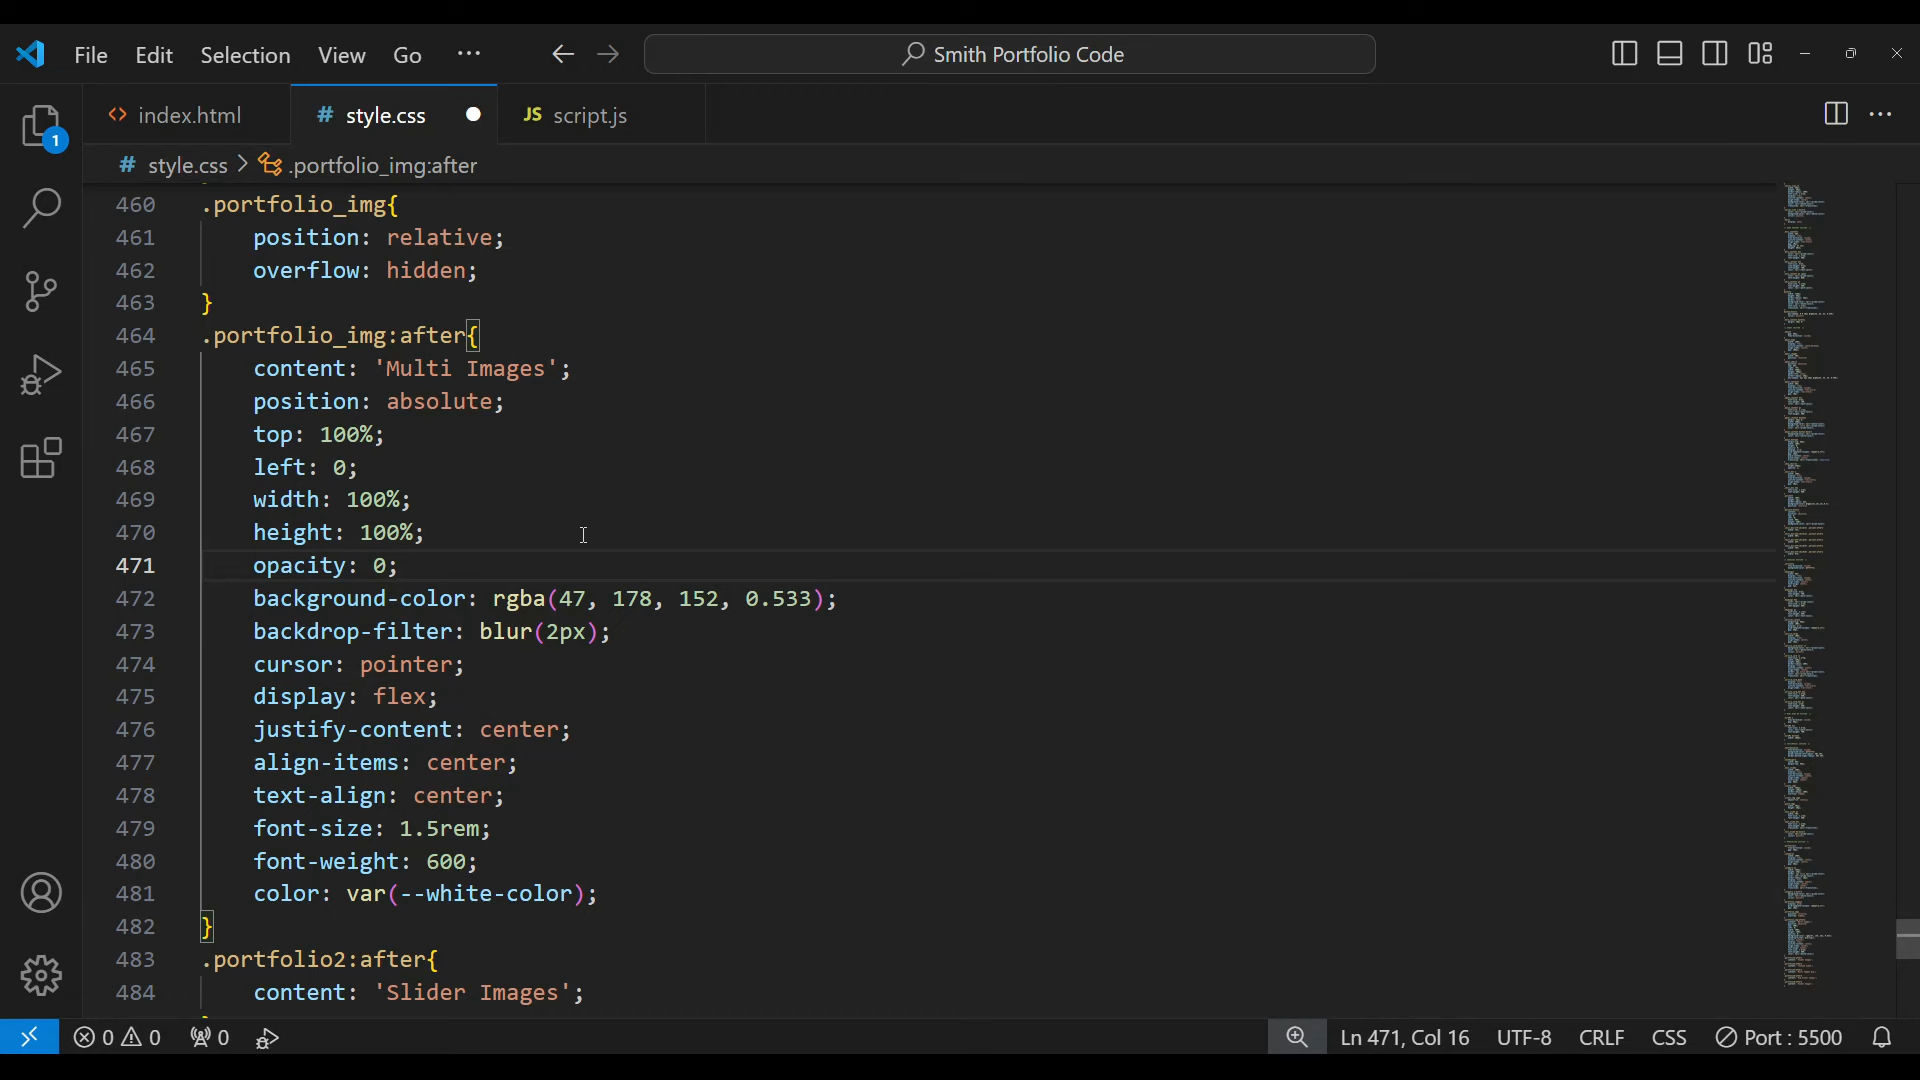 File Edit Selection View Go ···
Smith Portfolio Code
index.html
# style.css
JS script.js
# style.css > .portfolio_img:after
460 .portfolio_img{
461 position: relative;
462 overflow: hidden;
463 }
464 .portfolio_img:after{
465 content: 'Multi Images';
466 position: absolute;
467 top: 100%;
468 left: 0;
469 width: 100%;
470 height: 100%;
471 opacity: 0;
472 background-color: rgba(47, 178, 152, 0.533);
473 backdrop-filter: blur(2px);
474 cursor: pointer;
475 display: flex;
476 justify-content: center;
477 align-items: center;
478 text-align: center;
479 font-size: 1.5rem;
480 font-weight: 600;
481 color: var(--white-color);
482 }
483 .portfolio2:after{
484 content: 'Slider Images';
1
0 0 0
Ln 471, Col 16 UTF-8 CRLF CSS Port : 5500